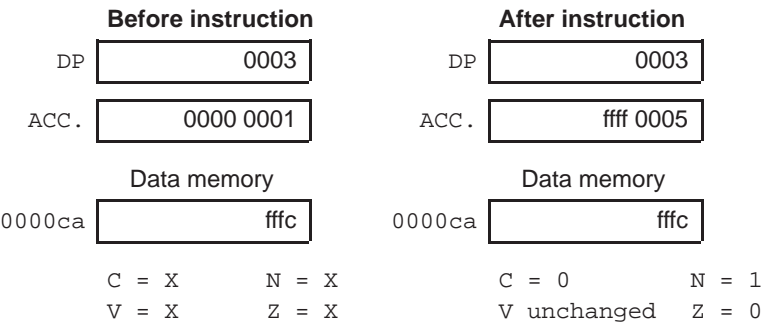 Before instruction After instruction
DP 0003 DP 0003
ACC. 0000 0001 ACC. ffff 0005
Data memory Data memory
0000ca fffc 0000ca fffc
C = X N = X C = 0 N = 1
V = X Z = X V unchanged Z = 0